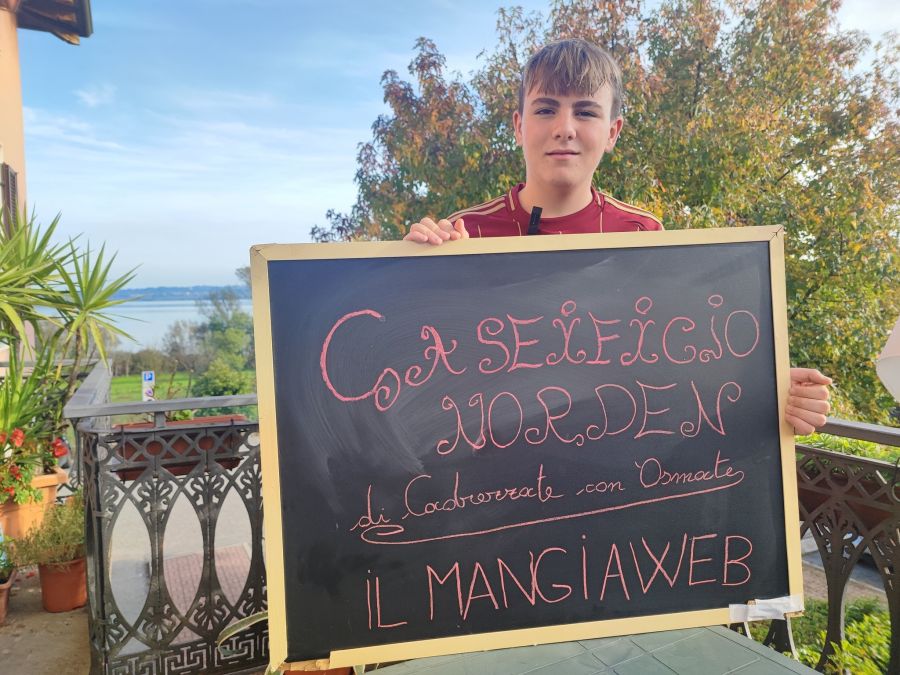 CASEIFICIO
NORDEN
di Cadrezzate con Osmate
IL MANGIAWEB
P